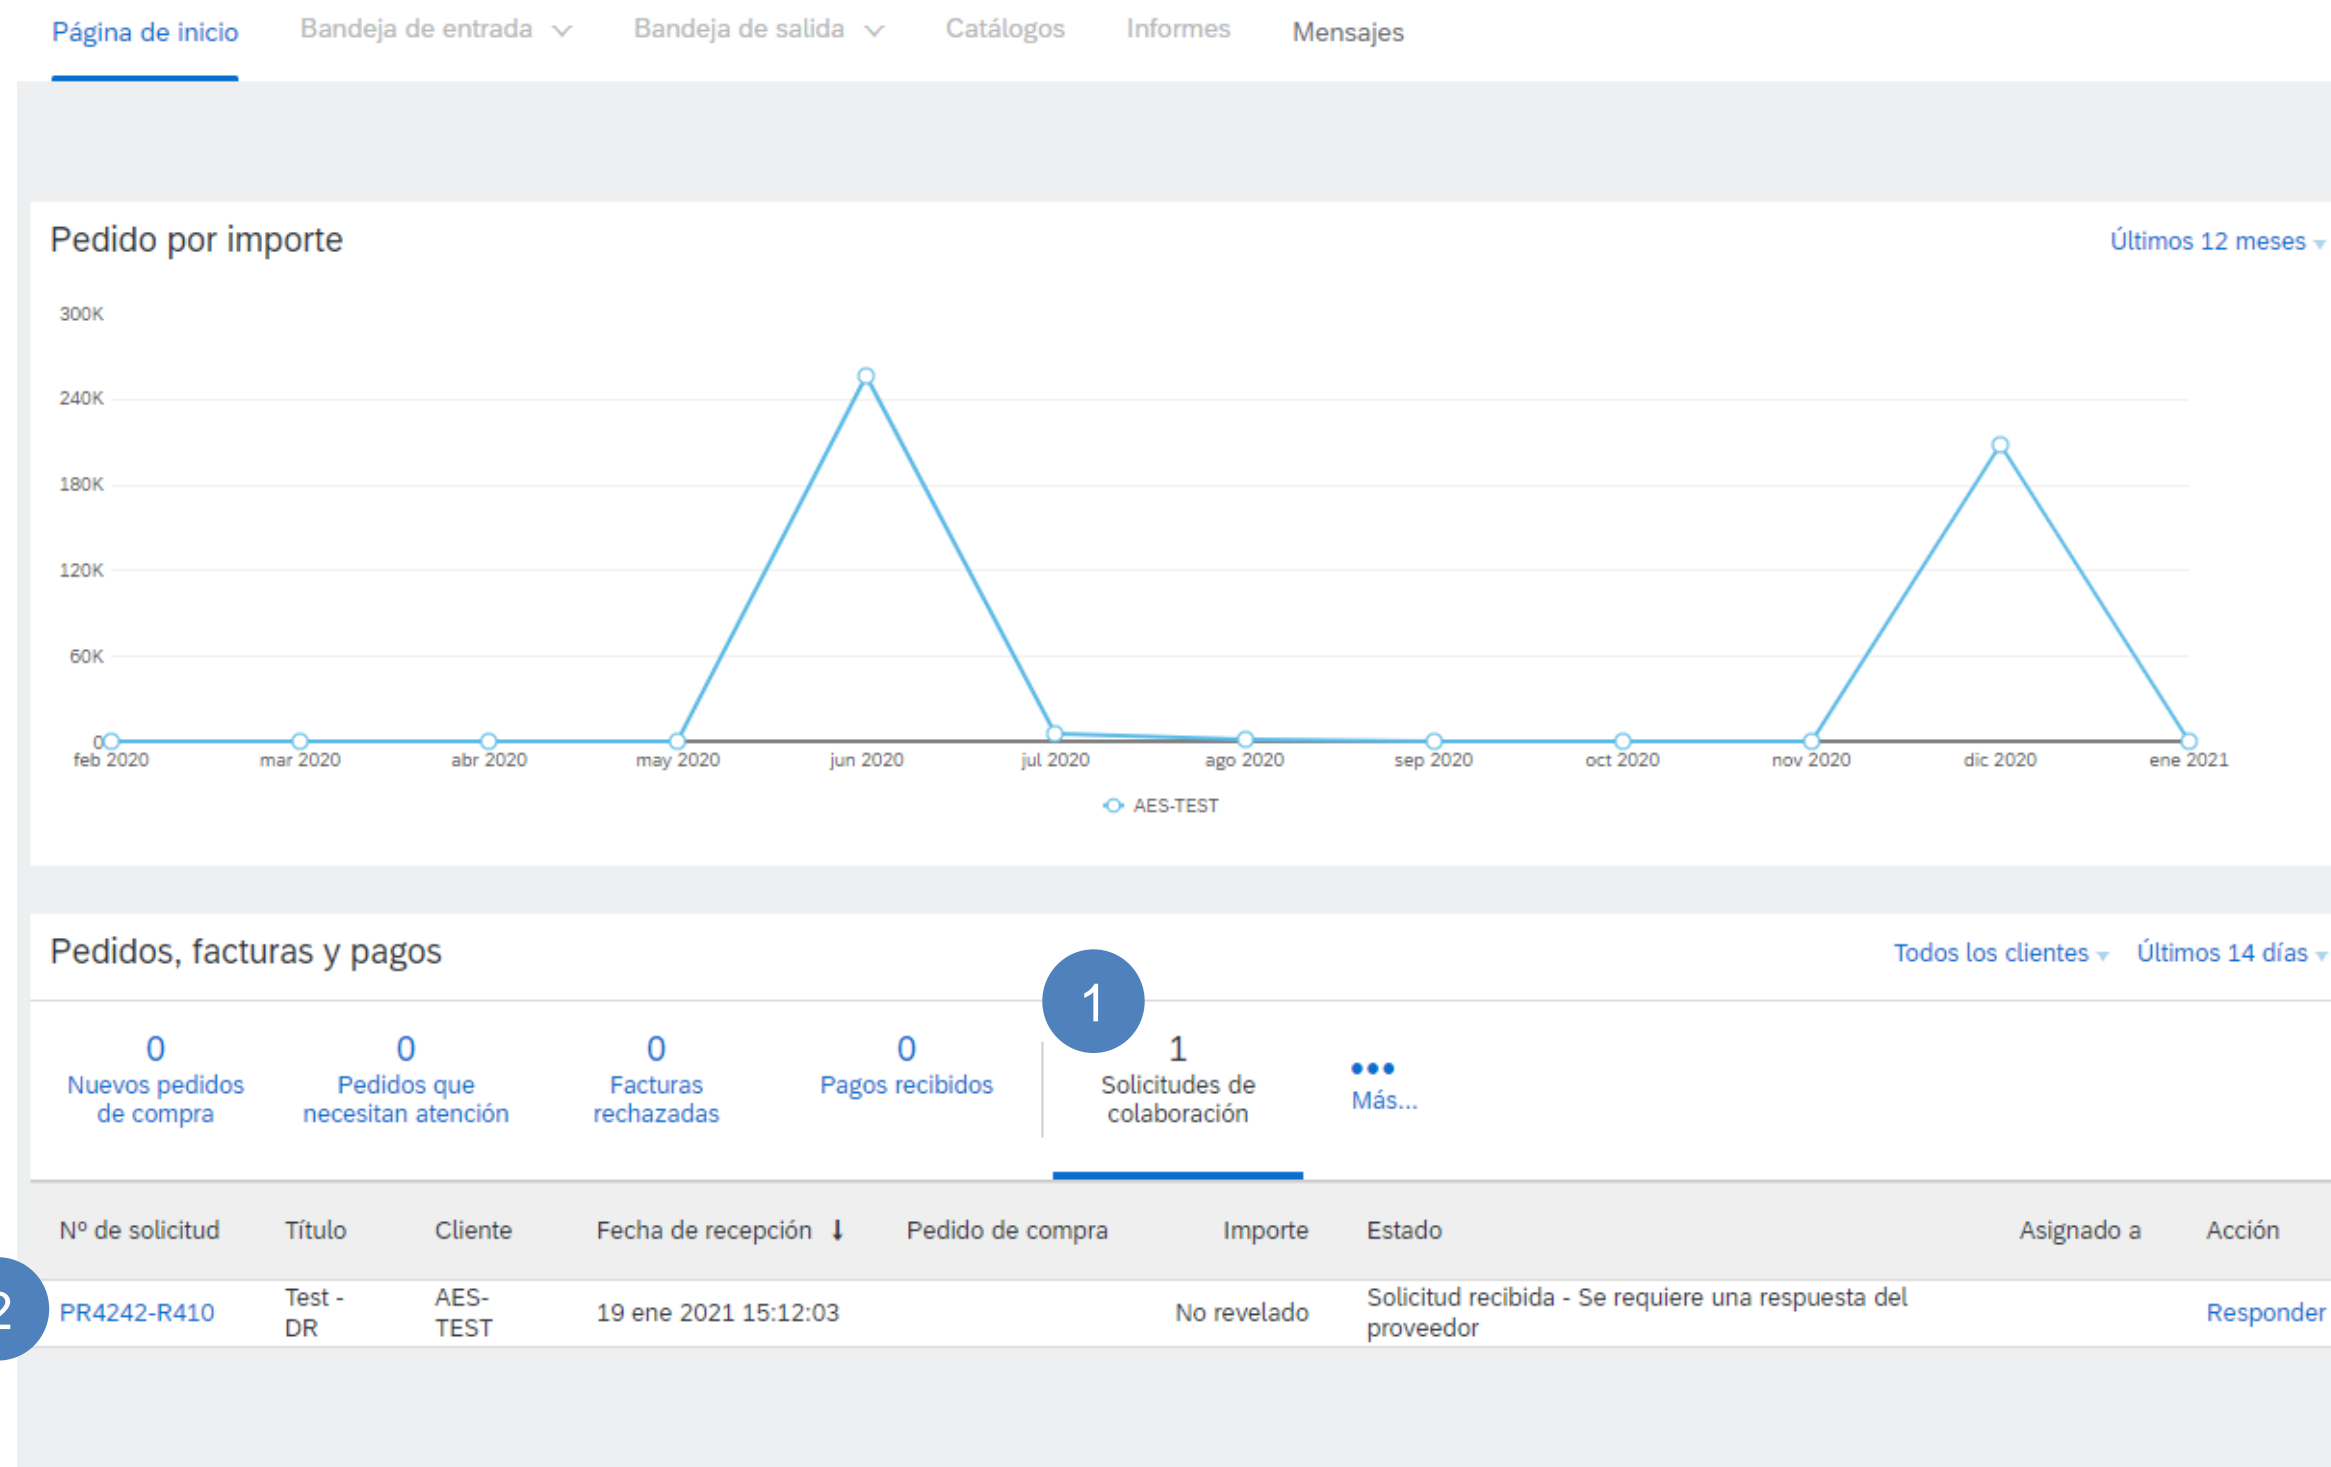 Página de inicio Bandeja de entrada Bandeja de salida Catálogos Informes Mensajes
Pedido por importe Últimos 12 meses
300K
240K
180K
120K
60K
0
feb 2020 mar 2020 abr 2020 may 2020 jun 2020 jul 2020 ago 2020 sep 2020 oct 2020 nov 2020 dic 2020 ene 2021
AES-TEST
Pedidos, facturas y pagos Todos los clientes Últimos 14 días
1
0 0 0 0 1
Nuevos pedidos Pedidos que Facturas Pagos recibidos Solicitudes de Más...
de compra necesitan atención rechazadas colaboración
Nº de solicitud Título Cliente Fecha de recepción ↓ Pedido de compra Importe Estado Asignado a Acción
Test - AES- Solicitud recibida - Se requiere una respuesta del
2 PR4242-R410 19 ene 2021 15:12:03 No revelado Responder
DR TEST proveedor